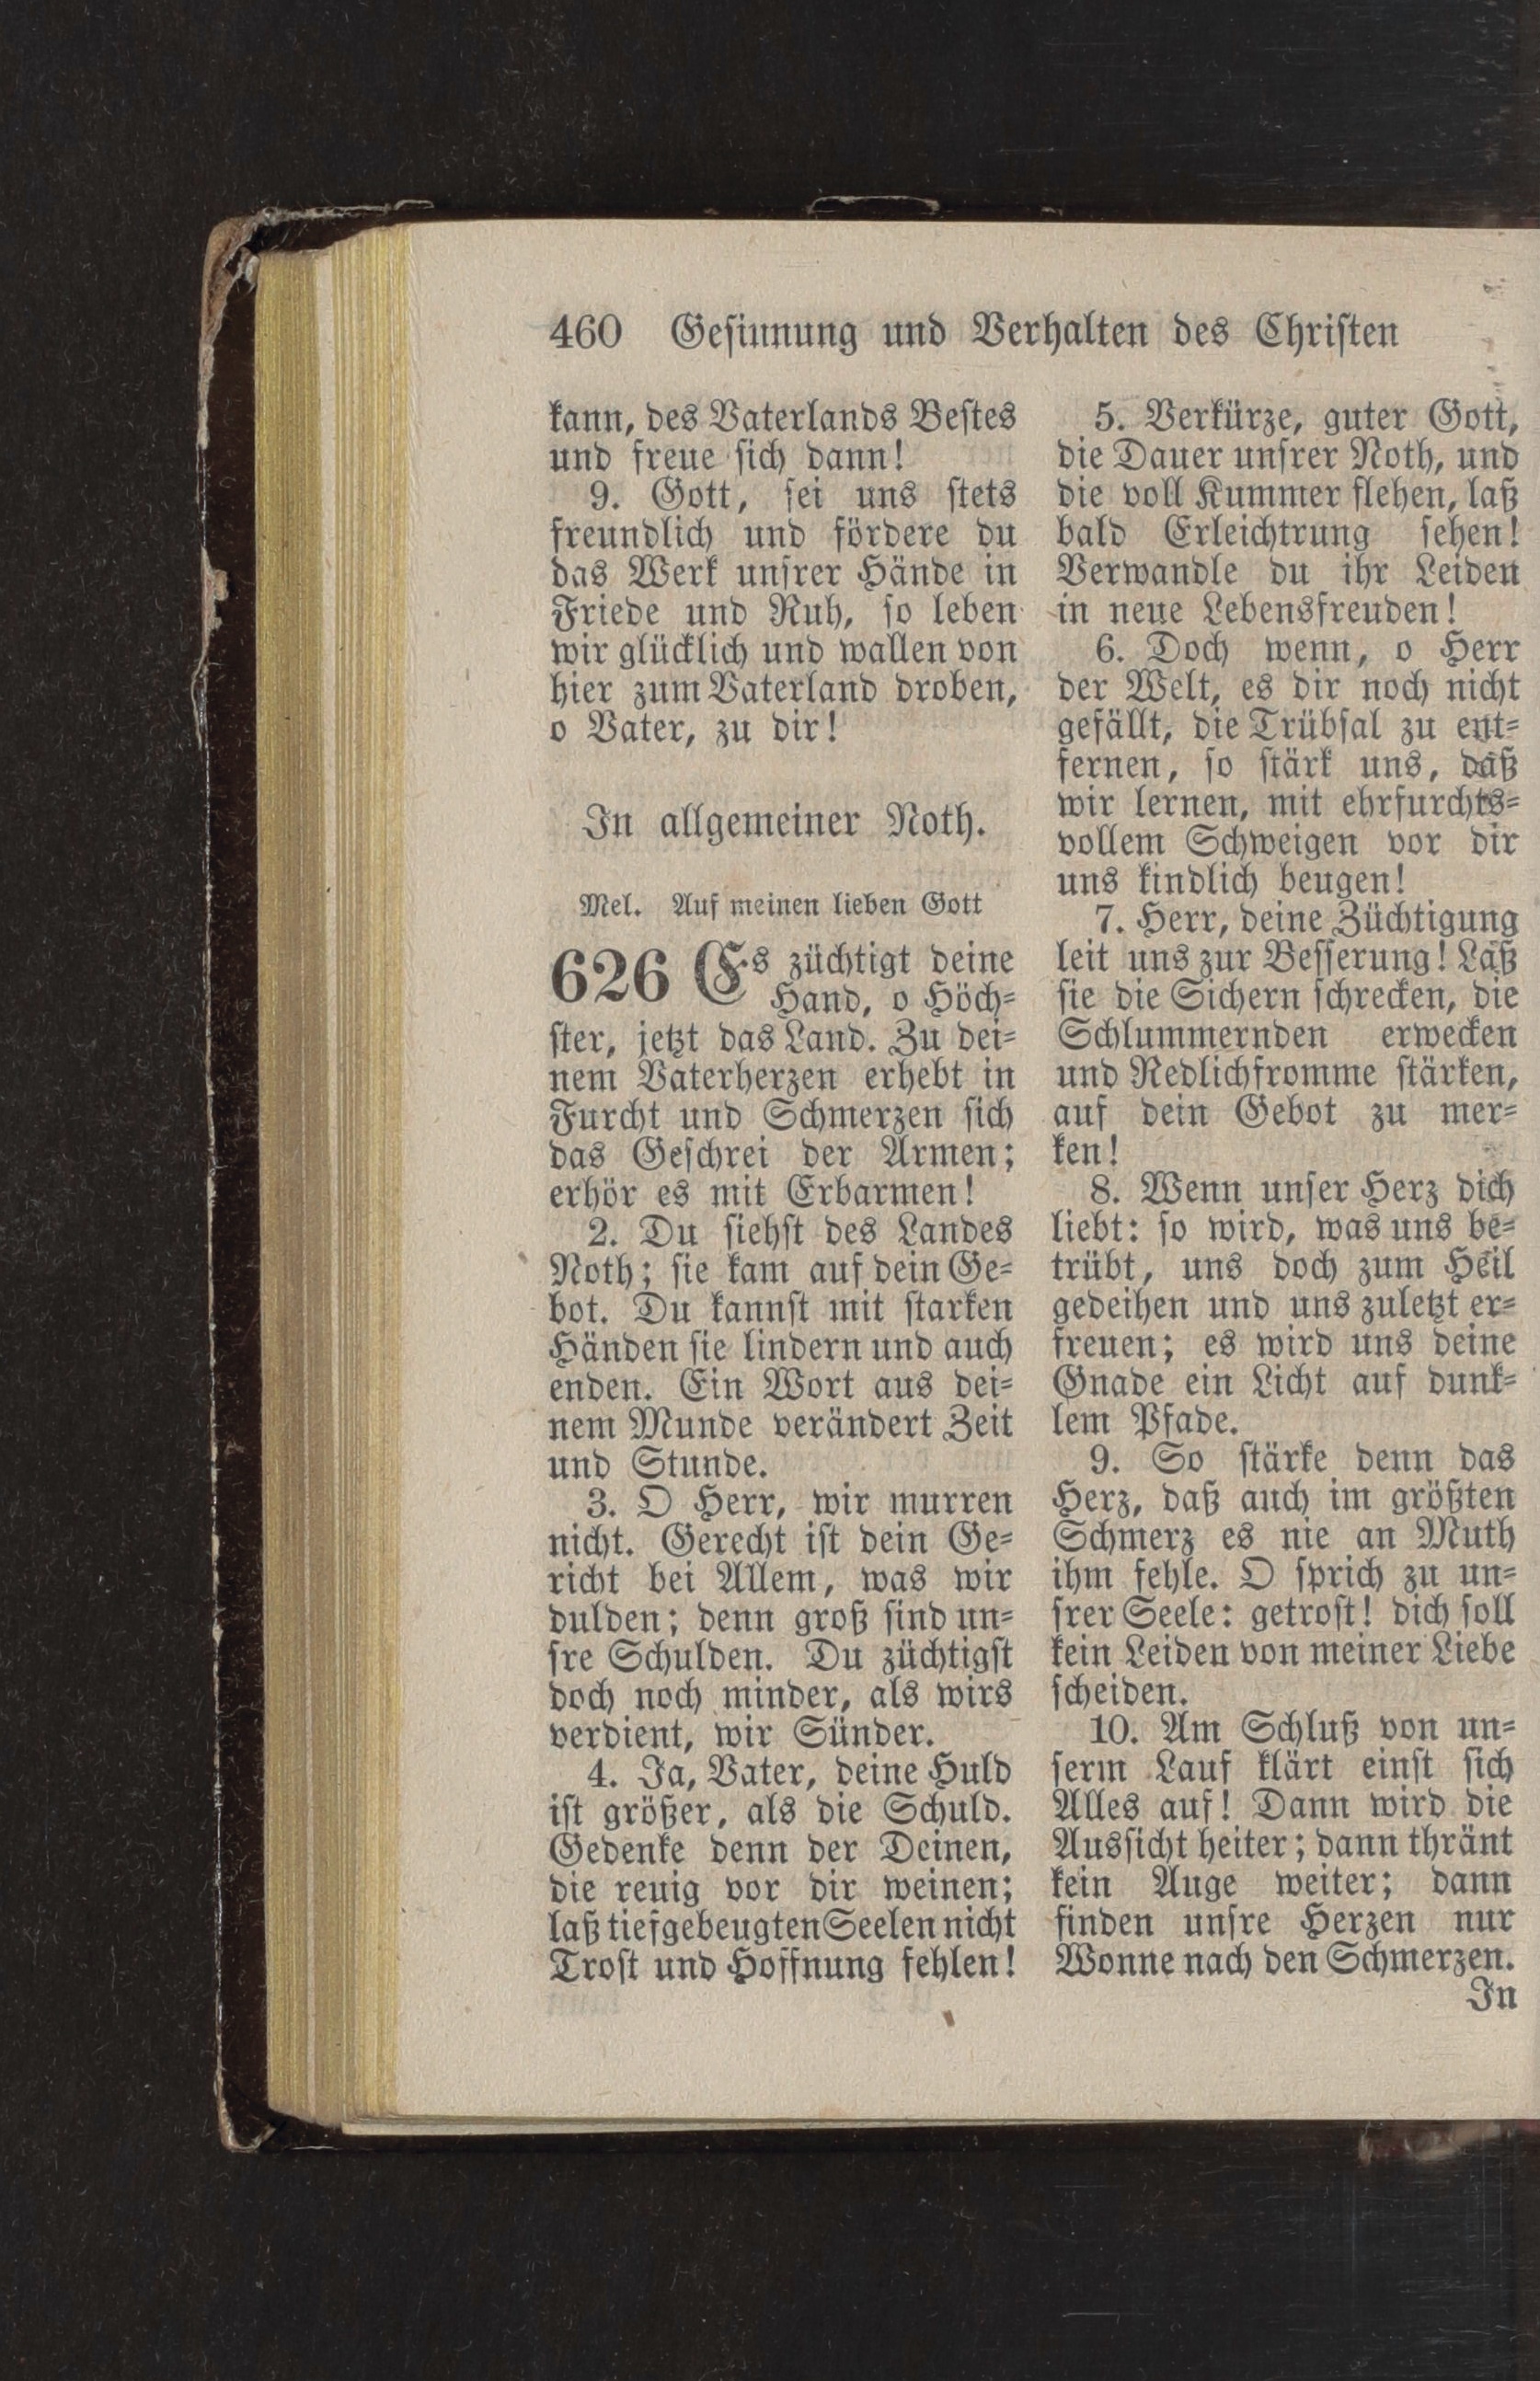 460 Gesinnung und Verhalten des Christen
kann, des Vaterlands Bestes
und freue sich dann!
9. Gott, sei uns stets
freundlich und fördere du
das Werk unsrer Hände in
Friede und Ruh, so leben
wir glücklich und wallen von
hier zum Vaterland droben,
o Vater, zu dir!
In allgemeiner Noth.
Mel. Auf meinen lieben Gott
626 Es züchtigt deine
Hand, o Höch-
ster, jetzt das Land. Zu dei-
nem Vaterherzen erhebt in
Furcht und Schmerzen sich
das Geschrei der Armen;
erhör es mit Erbarmen!
2. Du siehst des Landes
Noth; sie kam auf dein Ge-
bot. Du kannst mit starken
Händen sie lindern und auch
enden. Ein Wort aus dei-
nem Munde verändert Zeit
und Stunde.
3. O Herr, wir murren
nicht. Gerecht ist dein Ge-
richt bei Allem, was wir
dulden; denn groß sind un-
sre Schulden. Du züchtigst
doch noch minder, als wirs
verdient, wir Sünder.
4. Ja, Vater, deine Huld
ist größer, als die Schuld.
Gedenke denn der Deinen,
die reuig vor dir weinen;
laß tiefgebeugten Seelen nicht
Trost und Hoffnung fehlen!
5. Verkürze, guter Gott,
die Dauer unsrer Noth, und
die voll Kummer flehen, laß
bald Erleichtrung sehen!
Verwandle du ihr Leiden
in neue Lebensfreuden!
6. Doch wenn, o Herr
der Welt, es dir noch nicht
gefällt, die Trübsal zu ent-
fernen, so stärk uns, daß
wir lernen, mit ehrfurchts-
vollem Schweigen vor dir
uns kindlich beugen!
7. Herr, deine Züchtigung
leit uns zur Besserung! Laß
sie die Sichern schrecken, die
Schlummernden erwecken
und Redlichfromme stärken,
auf dein Gebot zu mer-
ken!
8. Wenn unser Herz dich
liebt: so wird, was uns be-
trübt, uns doch zum Heil
gedeihen und uns zuletzt er-
freuen; es wird uns deine
Gnade ein Licht auf dunk-
lem Pfade.
9. So stärke denn das
Herz, daß auch im größten
Schmerz es nie an Muth
ihm fehle. O sprich zu un-
srer Seele: getrost! dich soll
kein Leiden von meiner Liebe
scheiden.
10. Am Schluß von un-
serm Lauf klärt einst sich
Alles auf! Dann wird die
Aussicht heiter; dann thränt
kein Auge weiter; dann
finden unsre Herzen nur
Wonne nach den Schmerzen.
In